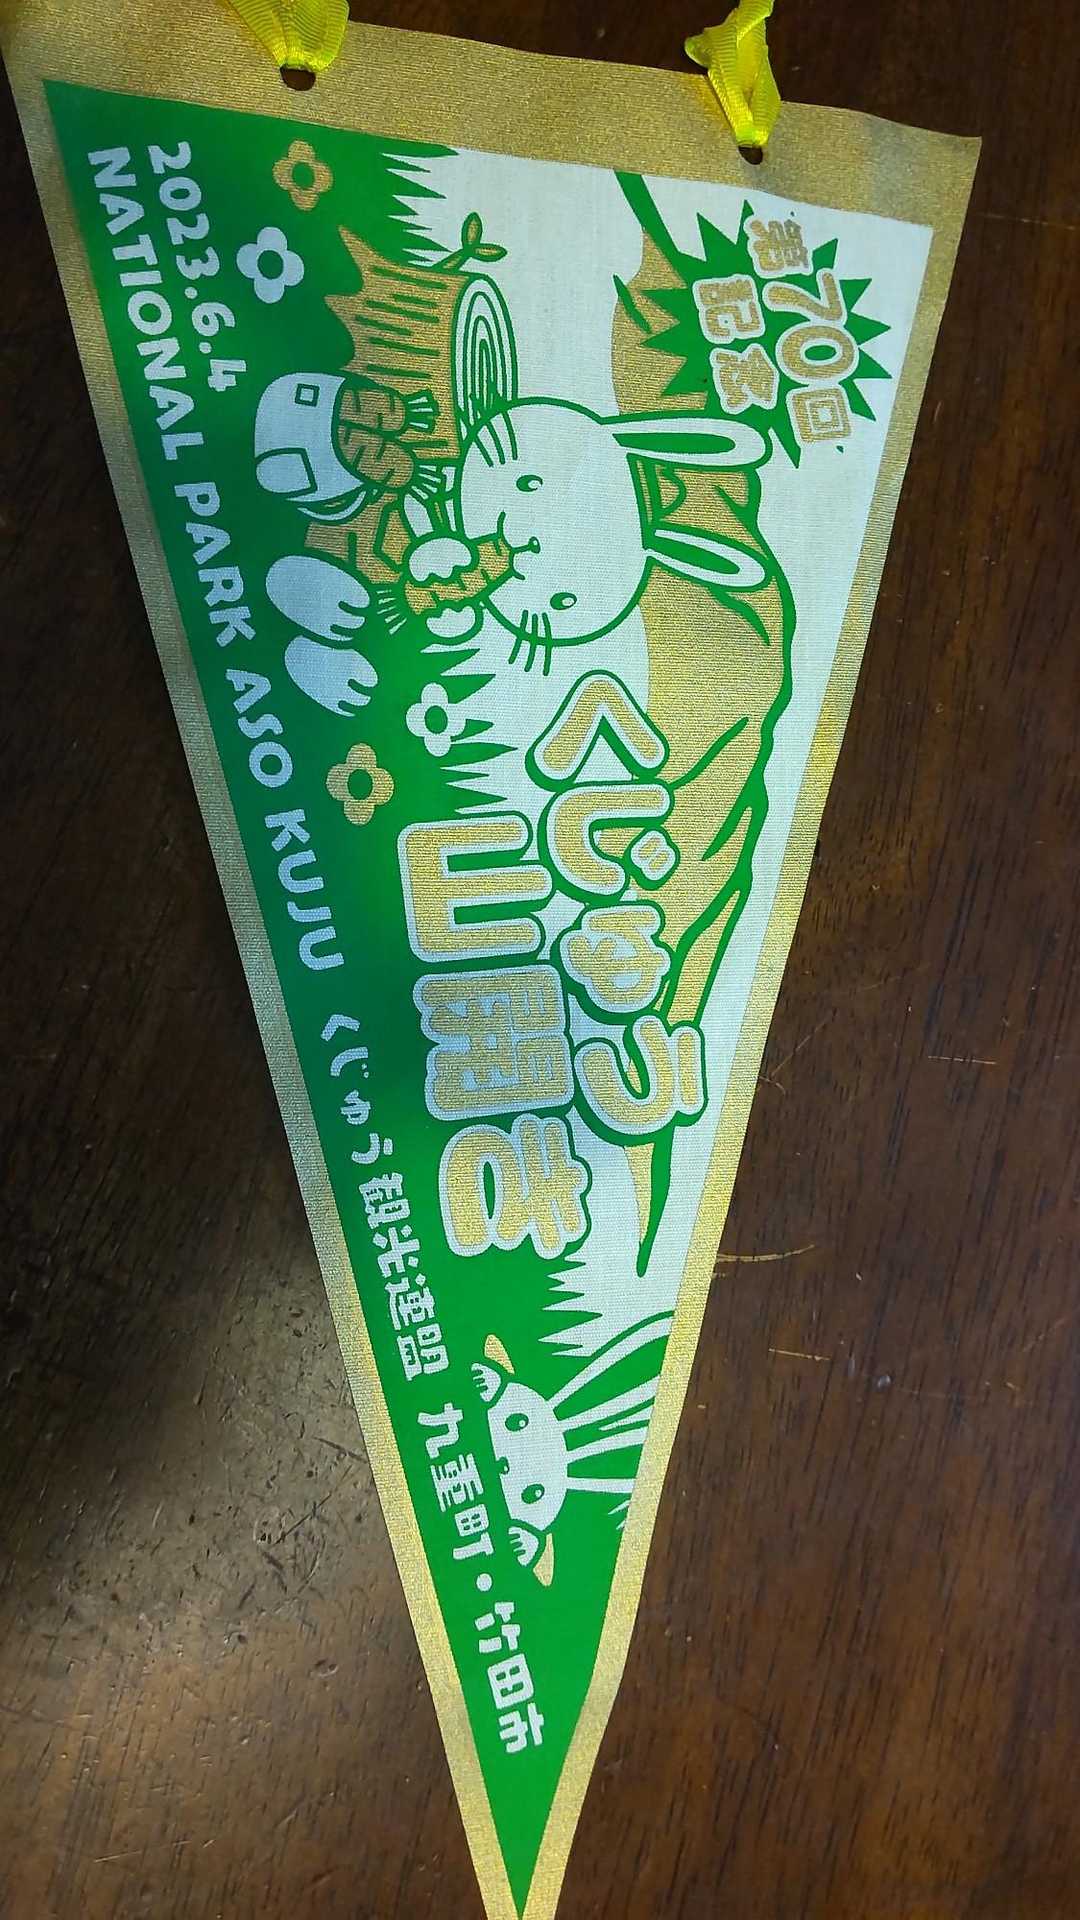 第70回
記念
くじゅう
山開き
2023.6.4
NATIONAL PARK ASO KUJU くじゅう観光連盟 九重町・竹田市